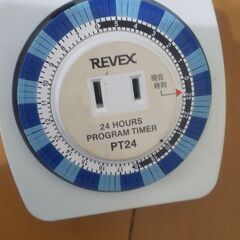 REVEX
現在
時刻
24 HOURS
PROGRAM TIMER
PT24